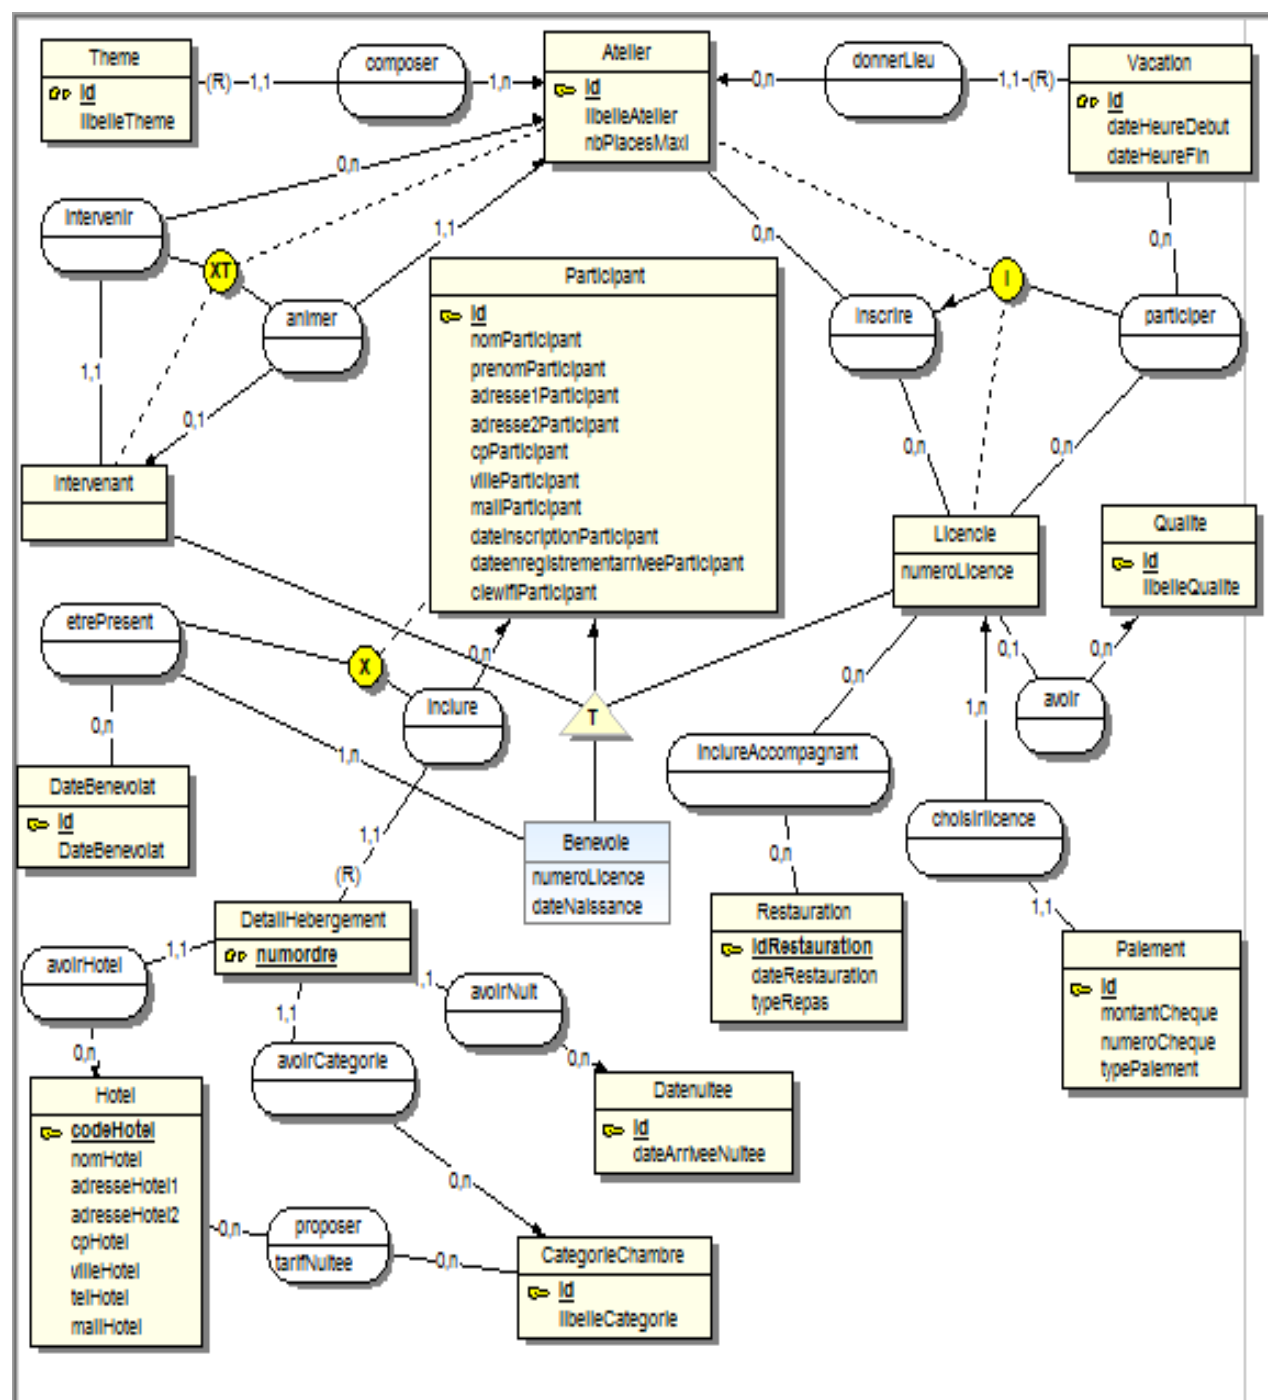 Theme
id
libelleTheme
(R)
1,1
composer
1,n
Atelier
id
libelleAtelier
nbPlacesMaxi
0,n
donnerLieu
1,1
(R)
Vacation
id
dateHeureDebut
dateHeureFin
0,n
intervenir
1,1
XT
animer
1,1
0,1
Intervenant
Participant
id
nomParticipant
prenomParticipant
adresse1Participant
adresse2Participant
cpParticipant
villeParticipant
mailParticipant
dateinscriptionParticipant
dateenregistrementarriveeParticipant
clewifiParticipant
0,n
I
inscrire
0,n
0,n
participer
0,n
Licencie
numeroLicence
Qualite
id
libelleQualite
0,1
0,n
avoir
etrePresent
X
0,n
inclure
T
0,n
1,n
DateBenevolat
id
DateBenevolat
1,1
(R)
Benevole
numeroLicence
dateNaissance
0,n
inclureAccompagnant
0,n
1,n
choisirlicence
1,1
Restauration
idRestauration
dateRestauration
typeRepas
Paiement
id
montantCheque
numeroCheque
typePaiement
DetailHebergement
numordre
1,1
avoirHotel
0,n
1,1
avoirCategorie
,1
avoirNuit
0,n
Datenuitee
id
dateArriveeNuitee
Hotel
codeHotel
nomHotel
adresseHotel1
adresseHotel2
cpHotel
villeHotel
telHotel
mailHotel
0,n
0,n
proposer
tarifNuitee
0,n
CategorieChambre
id
libelleCategorie